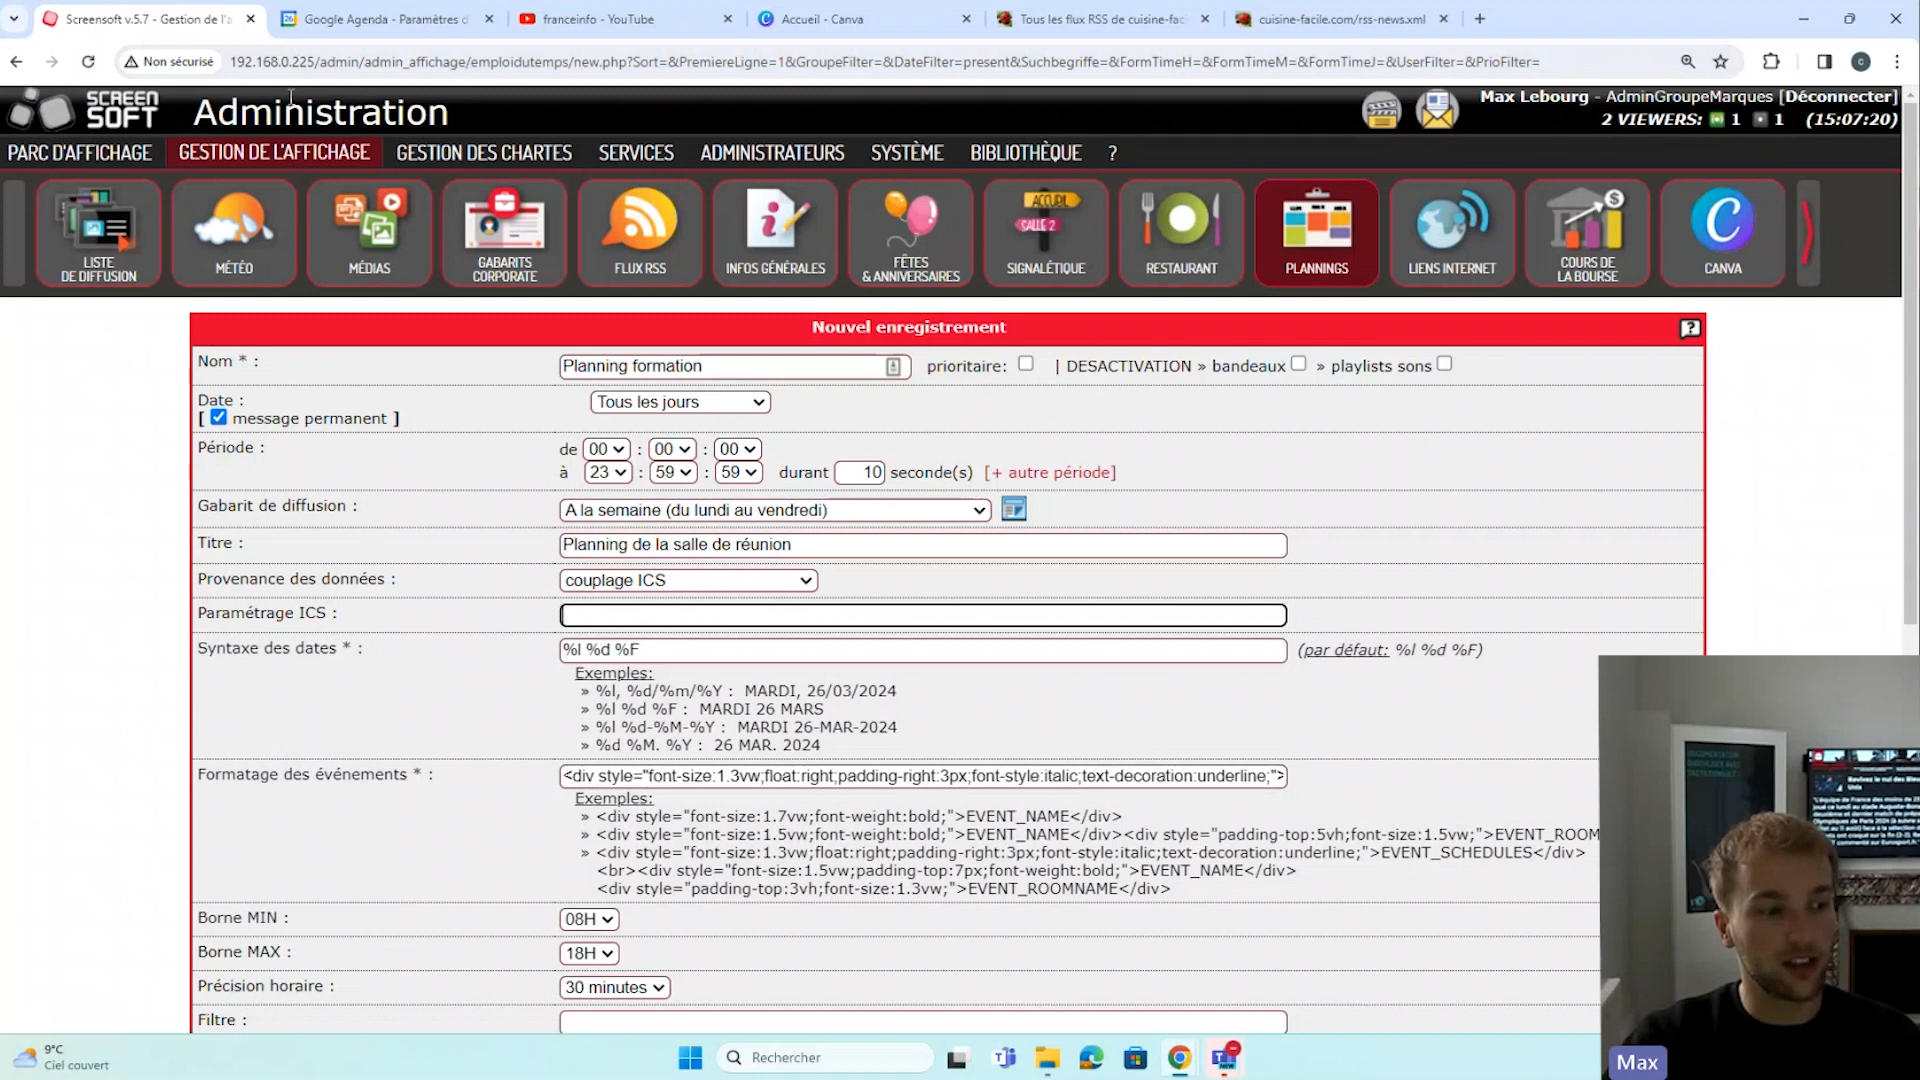 Screensoft v.5.7 - Gestion de l'a
Google Agenda - Paramètres d
franceinfo - YouTube
Accueil - Canva
Tous les flux RSS de cuisine-fac
cuisine-facile.com/rss-news.xml
Non sécurisé
192.168.0.225/admin/admin_affichage/emploidutemps/new.php?Sort=&PremiereLigne=1&GroupeFilter=&DateFilter=present&Suchbegriffe=&FormTimeH=&FormTimeM=&FormTimeJ=&UserFilter=&PrioFilter=
SCREEN
SOFT
Administration
Max Lebourg - AdminGroupeMarques [Déconnecter]
2 VIEWERS: 1 1 (15:07:20)
PARC D'AFFICHAGE
GESTION DE L'AFFICHAGE
GESTION DES CHARTES
SERVICES
ADMINISTRATEURS
SYSTÈME
BIBLIOTHÈQUE
?
LISTE
DE DIFFUSION
MÉTÉO
MÉDIAS
GABARITS
CORPORATE
FLUX RSS
INFOS GÉNÉRALES
FÊTES
& ANNIVERSAIRES
ACCUEIL
SALLE 2
SIGNALÉTIQUE
RESTAURANT
PLANNINGS
LIENS INTERNET
COURS DE
LA BOURSE
CANVA
Nouvel enregistrement
?
Nom * :
Planning formation
prioritaire:
| DESACTIVATION » bandeaux
» playlists sons
Date :
[ message permanent ]
Tous les jours
Période :
de 00 : 00 : 00
à 23 : 59 : 59 durant 10 seconde(s) [+ autre période]
Gabarit de diffusion :
A la semaine (du lundi au vendredi)
Titre :
Planning de la salle de réunion
Provenance des données :
couplage ICS
Paramétrage ICS :
Syntaxe des dates * :
%l %d %F
(par défaut: %l %d %F)
Exemples:
» %l, %d/%m/%Y : MARDI, 26/03/2024
» %l %d %F : MARDI 26 MARS
» %l %d-%M-%Y : MARDI 26-MAR-2024
» %d %M. %Y : 26 MAR. 2024
Formatage des événements * :
<div style="font-size:1.3vw;float:right;padding-right:3px;font-style:italic;text-decoration:underline;">
Exemples:
» <div style="font-size:1.7vw;font-weight:bold;">EVENT_NAME</div>
» <div style="font-size:1.5vw;font-weight:bold;">EVENT_NAME</div><div style="padding-top:5vh;font-size:1.5vw;">EVENT_ROOM
» <div style="font-size:1.3vw;float:right;padding-right:3px;font-style:italic;text-decoration:underline;">EVENT_SCHEDULES</div>
<br><div style="font-size:1.5vw;padding-top:7px;font-weight:bold;">EVENT_NAME</div>
<div style="padding-top:3vh;font-size:1.3vw;">EVENT_ROOMNAME</div>
Borne MIN :
08H
Borne MAX :
18H
Précision horaire :
30 minutes
Filtre :
Max
9°C
Ciel couvert
Rechercher